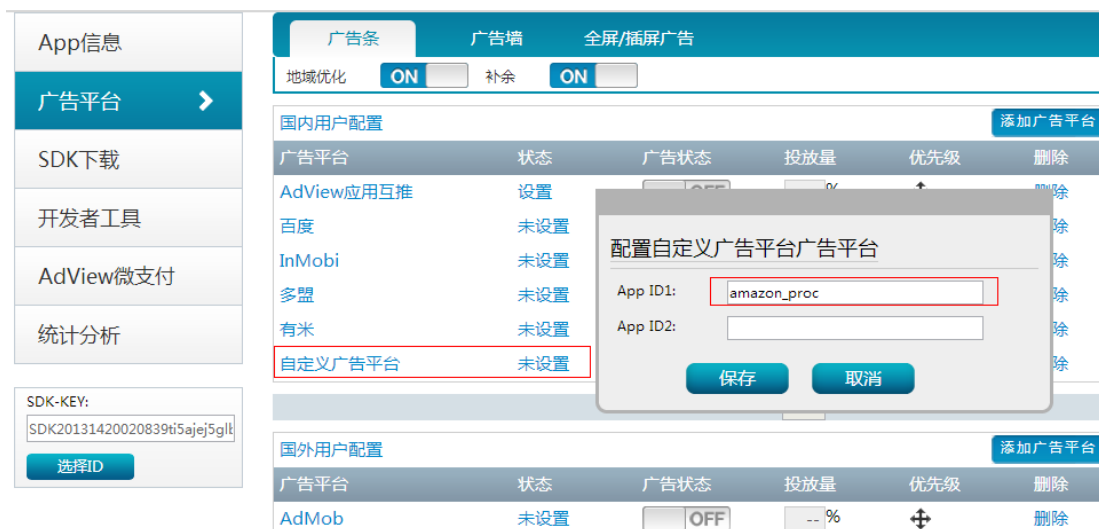 App信息
广告平台
SDK下载
开发者工具
AdView微支付
统计分析
SDK-KEY:
SDK20131420020839ti5ajej5glb
选择ID
广告条 广告墙 全屏/插屏广告
地域优化 ON 补余 ON
国内用户配置 添加广告平台
广告平台 状态 广告状态 投放量 优先级 删除
AdView应用互推 设置 OFF % 删除
百度 未设置 除
InMobi 未设置 除
多盟 未设置 除
有米 未设置 除
自定义广告平台 未设置 除
配置自定义广告平台广告平台
App ID1: amazon_proc
App ID2:
保存 取消
国外用户配置 添加广告平台
广告平台 状态 广告状态 投放量 优先级 删除
AdMob 未设置 OFF -- % 删除